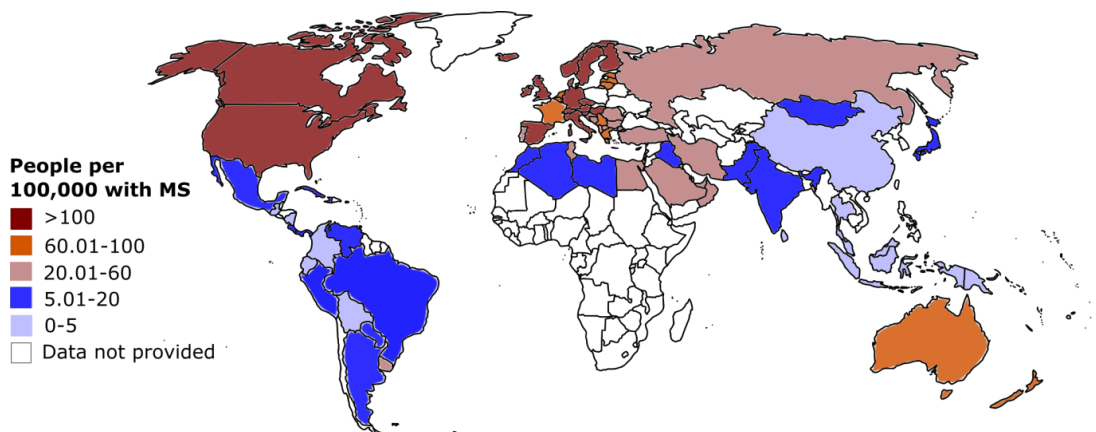 People per
100,000 with MS
>100
60.01-100
20.01-60
5.01-20
0-5
Data not provided